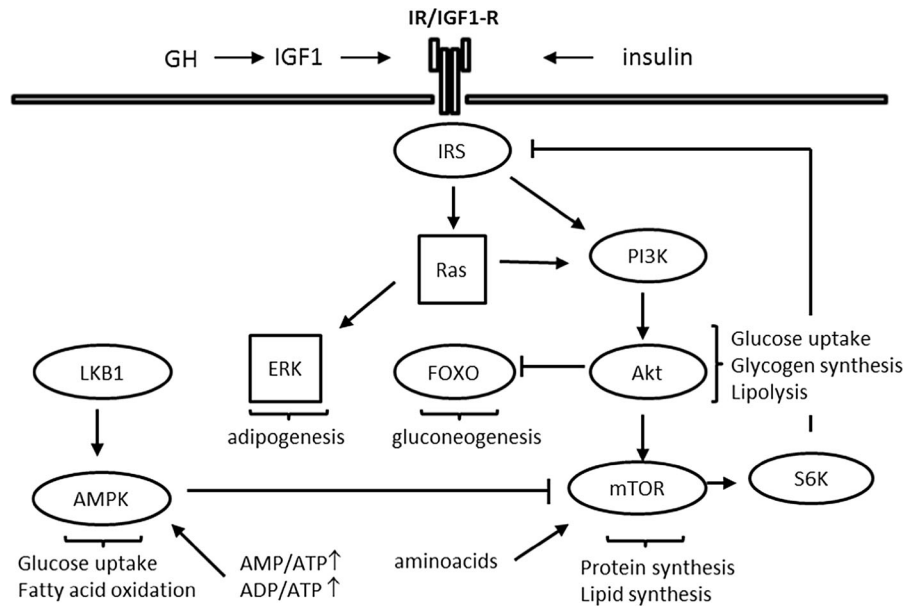 IR/IGF1-R
GH
IGF1
insulin
IRS
Ras
PI3K
LKB1
ERK
FOXO
Akt
Glucose uptake
Glycogen synthesis
Lipolysis
adipogenesis
gluconeogenesis
AMPK
mTOR
S6K
Glucose uptake
Fatty acid oxidation
AMP/ATP↑
ADP/ATP↑
aminoacids
Protein synthesis
Lipid synthesis